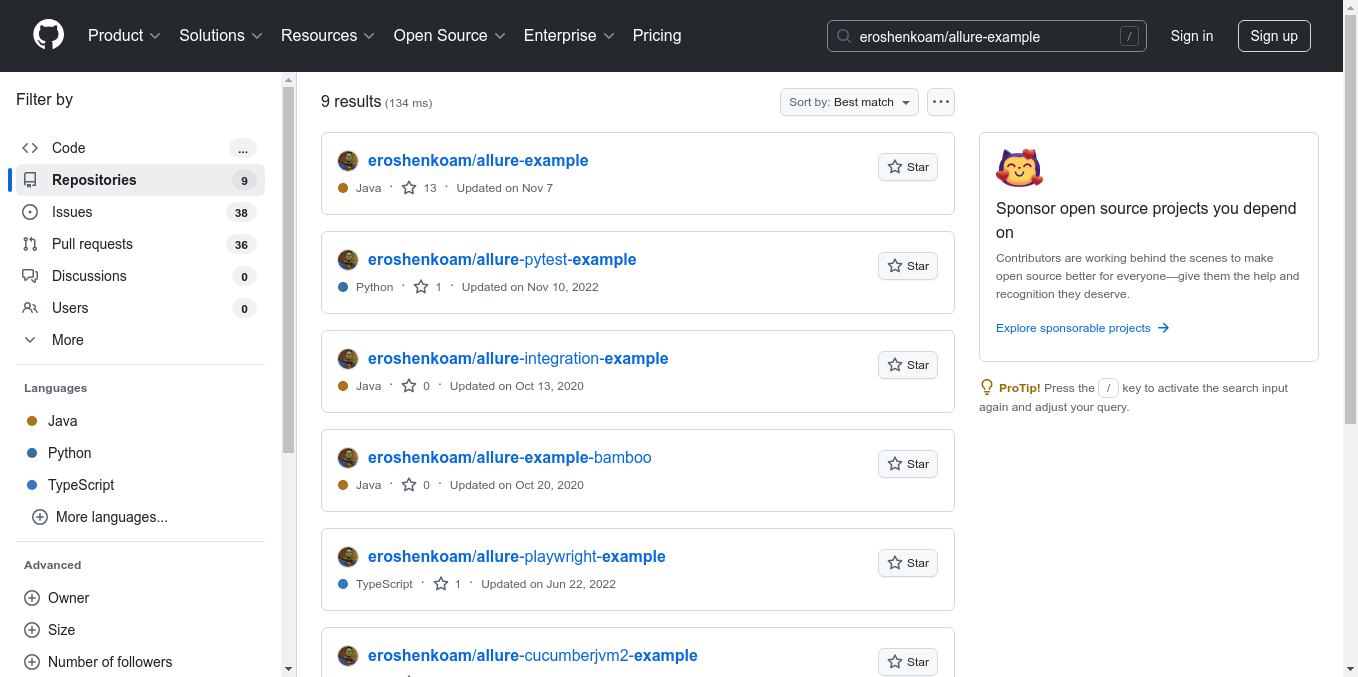 Product Solutions Resources Open Source Enterprise Pricing eroshenkoam/allure-example / Sign in Sign up
Filter by
Code ...
Repositories 9
Issues 38
Pull requests 36
Discussions 0
Users 0
More
Languages
Java
Python
TypeScript
More languages...
Advanced
Owner
Size
Number of followers
9 results (134 ms)
Sort by: Best match
eroshenkoam/allure-example
Star
Java · 13 · Updated on Nov 7
eroshenkoam/allure-pytest-example
Star
Python · 1 · Updated on Nov 10, 2022
eroshenkoam/allure-integration-example
Star
Java · 0 · Updated on Oct 13, 2020
eroshenkoam/allure-example-bamboo
Star
Java · 0 · Updated on Oct 20, 2020
eroshenkoam/allure-playwright-example
Star
TypeScript · 1 · Updated on Jun 22, 2022
eroshenkoam/allure-cucumberjvm2-example
Star
Sponsor open source projects you depend
on
Contributors are working behind the scenes to make
open source better for everyone—give them the help and
recognition they deserve.
Explore sponsorable projects
ProTip! Press the / key to activate the search input
again and adjust your query.